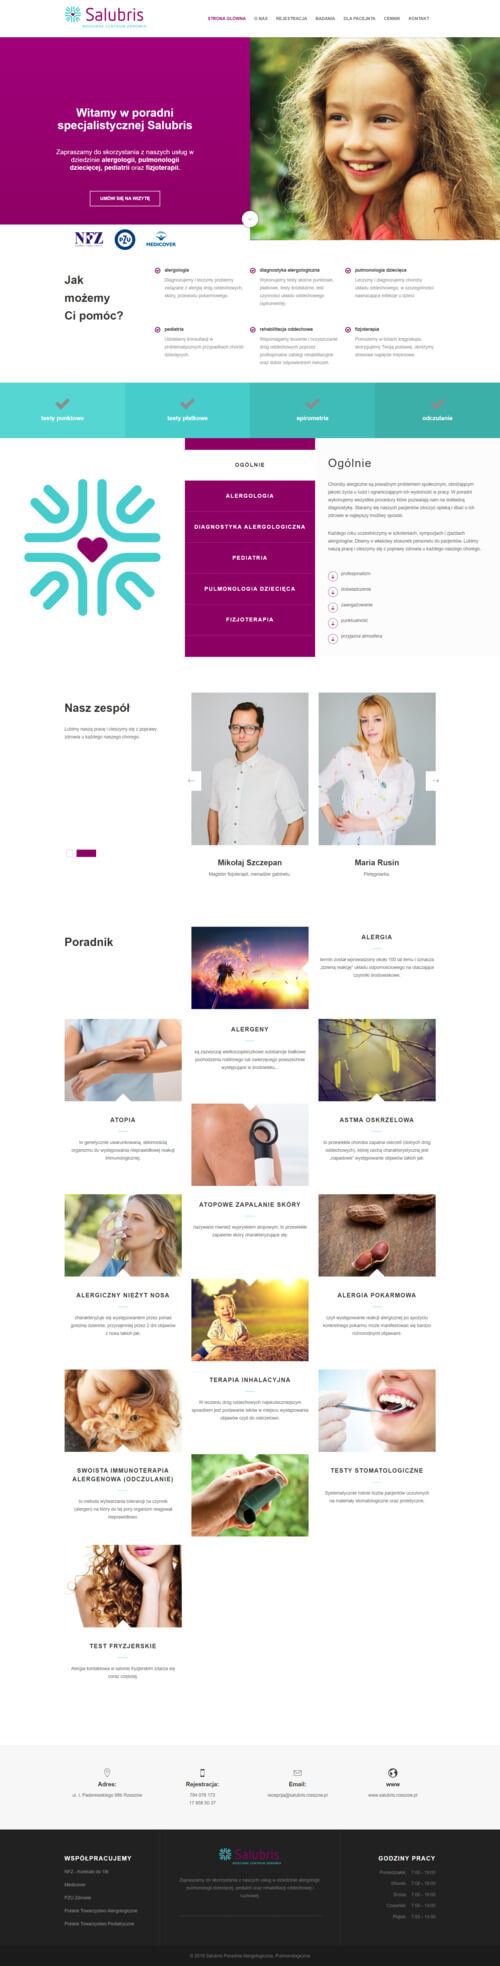 Salubris
RODZINNE CENTRUM ZDROWIA
STRONA GŁÓWNA O NAS REJESTRACJA BADANIA DLA PACJENTA CENNIK KONTAKT
Witamy w poradni
specjalistycznej Salubris
Zapraszamy do skorzystania z naszych usług w
dziedzinie alergologii, pulmonologii
dziecięcej, pediatrii oraz fizjoterapii.
UMÓW SIĘ NA WIZYTĘ
NFZ
PZU
MEDICOVER
Jak
możemy
Ci pomóc?
alergologia
Diagnozujemy i leczymy problemy
związane z alergią dróg oddechowych,
skóry, przewodu pokarmowego.
diagnostyka alergologiczna
Wykonujemy testy skórne punktowe,
płatkowe, testy śródskórne, test
czynności układu oddechowego
(spirometrię)
pulmonologia dziecięca
Leczymy i diagnozujemy choroby
układu oddechowego, w szczególności
nawracające infekcje u dzieci
pediatria
Udzielamy konsultacji w
problematycznych przypadkach chorób
dziecięcych.
rehabilitacja oddechowa
Wspomagamy leczenie i oczyszczanie
dróg oddechowych poprzez
profesjonalne zabiegi rehabilitacyjne
oraz dobór odpowiednich ćwiczeń.
fizjoterapia
Pomożemy w bólach kręgosłupa,
skorygujemy Twoją postawę, obniżymy
stresowe napięcie mięśniowe.
testy punktowe
testy płatkowe
spirometria
odczulanie
OGÓLNIE
ALERGOLOGIA
DIAGNOSTYKA ALERGOLOGICZNA
PEDIATRIA
PULMONOLOGIA DZIECIĘCA
FIZJOTERAPIA
Ogólnie
Choroby alergiczne są poważnym problemem społecznym, obniżającym
jakość życia u ludzi i ograniczającym ich wydolność w pracy. W poradni
wykonujemy wszystkie procedury które pozwalają nam na dokładną
diagnostykę. Staramy się naszych pacjentów otoczyć opieką i dbać o ich
zdrowie w najlepszy możliwy sposób.
Każdego roku uczestniczymy w szkoleniach, sympozjach i zjazdach
alergologów. Dbamy o właściwy stosunek personelu do pacjentów. Lubimy
naszą pracę i cieszymy się z poprawy zdrowia u każdego naszego chorego.
profesjonalizm
doświadczenie
zaangażowanie
punktualność
przyjazna atmosfera
Nasz zespół
Lubimy naszą pracę i cieszymy się z poprawy
zdrowia u każdego naszego chorego.
Mikołaj Szczepan
Magister fizjoterapii, menadżer gabinetu.
Maria Rusin
Pielęgniarka.
Poradnik
ALERGIA
termin został wprowadzony około 100 lat temu i oznacza
„dziwną reakcję" układu odpornościowego na otaczające
czynniki środowiskowe.
ALERGENY
są zazwyczaj wielkocząsteczkowe substancje białkowe
pochodzenia roślinnego lub zwierzęcego powszechnie
występujące w środowisku...
ATOPIA
to genetycznie uwarunkowana, skłonnością
organizmu do występowania nieprawidłowej reakcji
immunologicznej.
ASTMA OSKRZELOWA
to przewlekła choroba zapalna oskrzeli (dolnych dróg
oddechowych), której cechą charakterystyczną jest
„napadowe" występowanie objawów takich jak:
ATOPOWE ZAPALANIE SKÓRY
nazywane również wypryskiem atopowym, to przewlekłe
zapalenie skóry charakteryzujące się:
ALERGICZNY NIEŻYT NOSA
charakteryzuje się występowaniem przez ponad
godzinę dziennie, przynajmniej przez 2 dni objawów
z nosa takich jak:
ALERGIA POKARMOWA
czyli występowanie reakcji alergicznej po spożyciu
konkretnego pokarmu może manifestować się bardzo
różnorodnymi objawami:
TERAPIA INHALACYJNA
W leczeniu dróg oddechowych najskuteczniejszym
sposobem jest podawanie leków w miejscu występowania
objawów czyli do oskrzelowo.
SWOISTA IMMUNOTERAPIA
ALERGENOWA (ODCZULANIE)
to metoda wytwarzania tolerancji na czynnik
(alergen) na który do tej pory organizm reagował
nieprawidłowo.
TESTY STOMATOLOGICZNE
Systematycznie rośnie liczba pacjentów uczulonych
na materiały stomatologiczne oraz protetyczne.
TEST FRYZJERSKIE
Alergia kontaktowa w salonie fryzjerskim zdarza się
coraz częściej.
Adres:
ul. I. Paderewskiego 98b Rzeszów
Rejestracja:
794 078 173
17 858 50 37
Email:
recepcja@salubris.rzeszow.pl
www
www.salubris.rzeszow.pl
WSPÓŁPRACUJEMY
NFZ - Kontrakt do 18r.
Medicover
PZU Zdrowie
Polskie Towarzystwo Alergologiczne
Polskie Towarzystwo Pediatryczne
Salubris
RODZINNE CENTRUM ZDROWIA
Zapraszamy do skorzystania z naszych usług w dziedzinie alergologii
pulmonologii dziecięcej, pediatrii oraz rehabilitacji oddechowej i
ruchowej.
GODZINY PRACY
Poniedziałek 7:00 - 19:00
Wtorek 7:00 - 19:00
Środa 7:00 - 19:00
Czwartek 7:00 - 19:00
Piątek 7:00 - 19:00
© 2018 Salubris Poradnia Alergologiczna, Pulmonologiczna